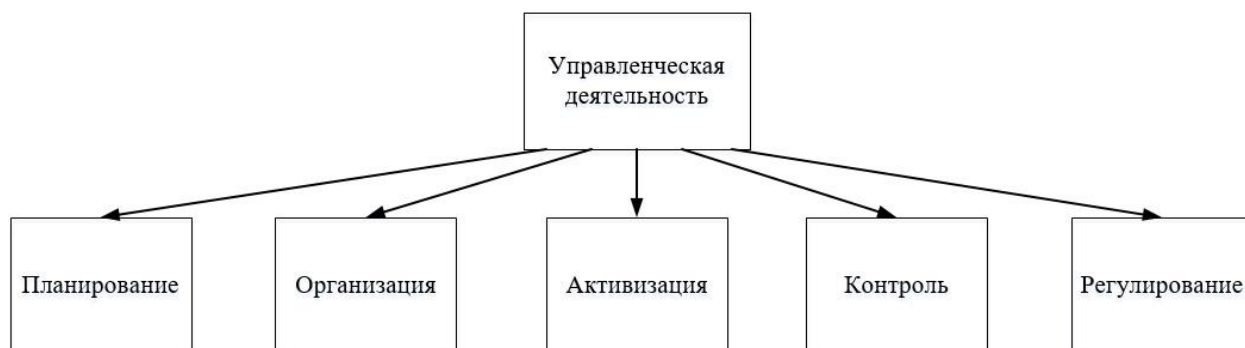 Управленческая
деятельность
Планирование
Организация
Активизация
Контроль
Регулирование